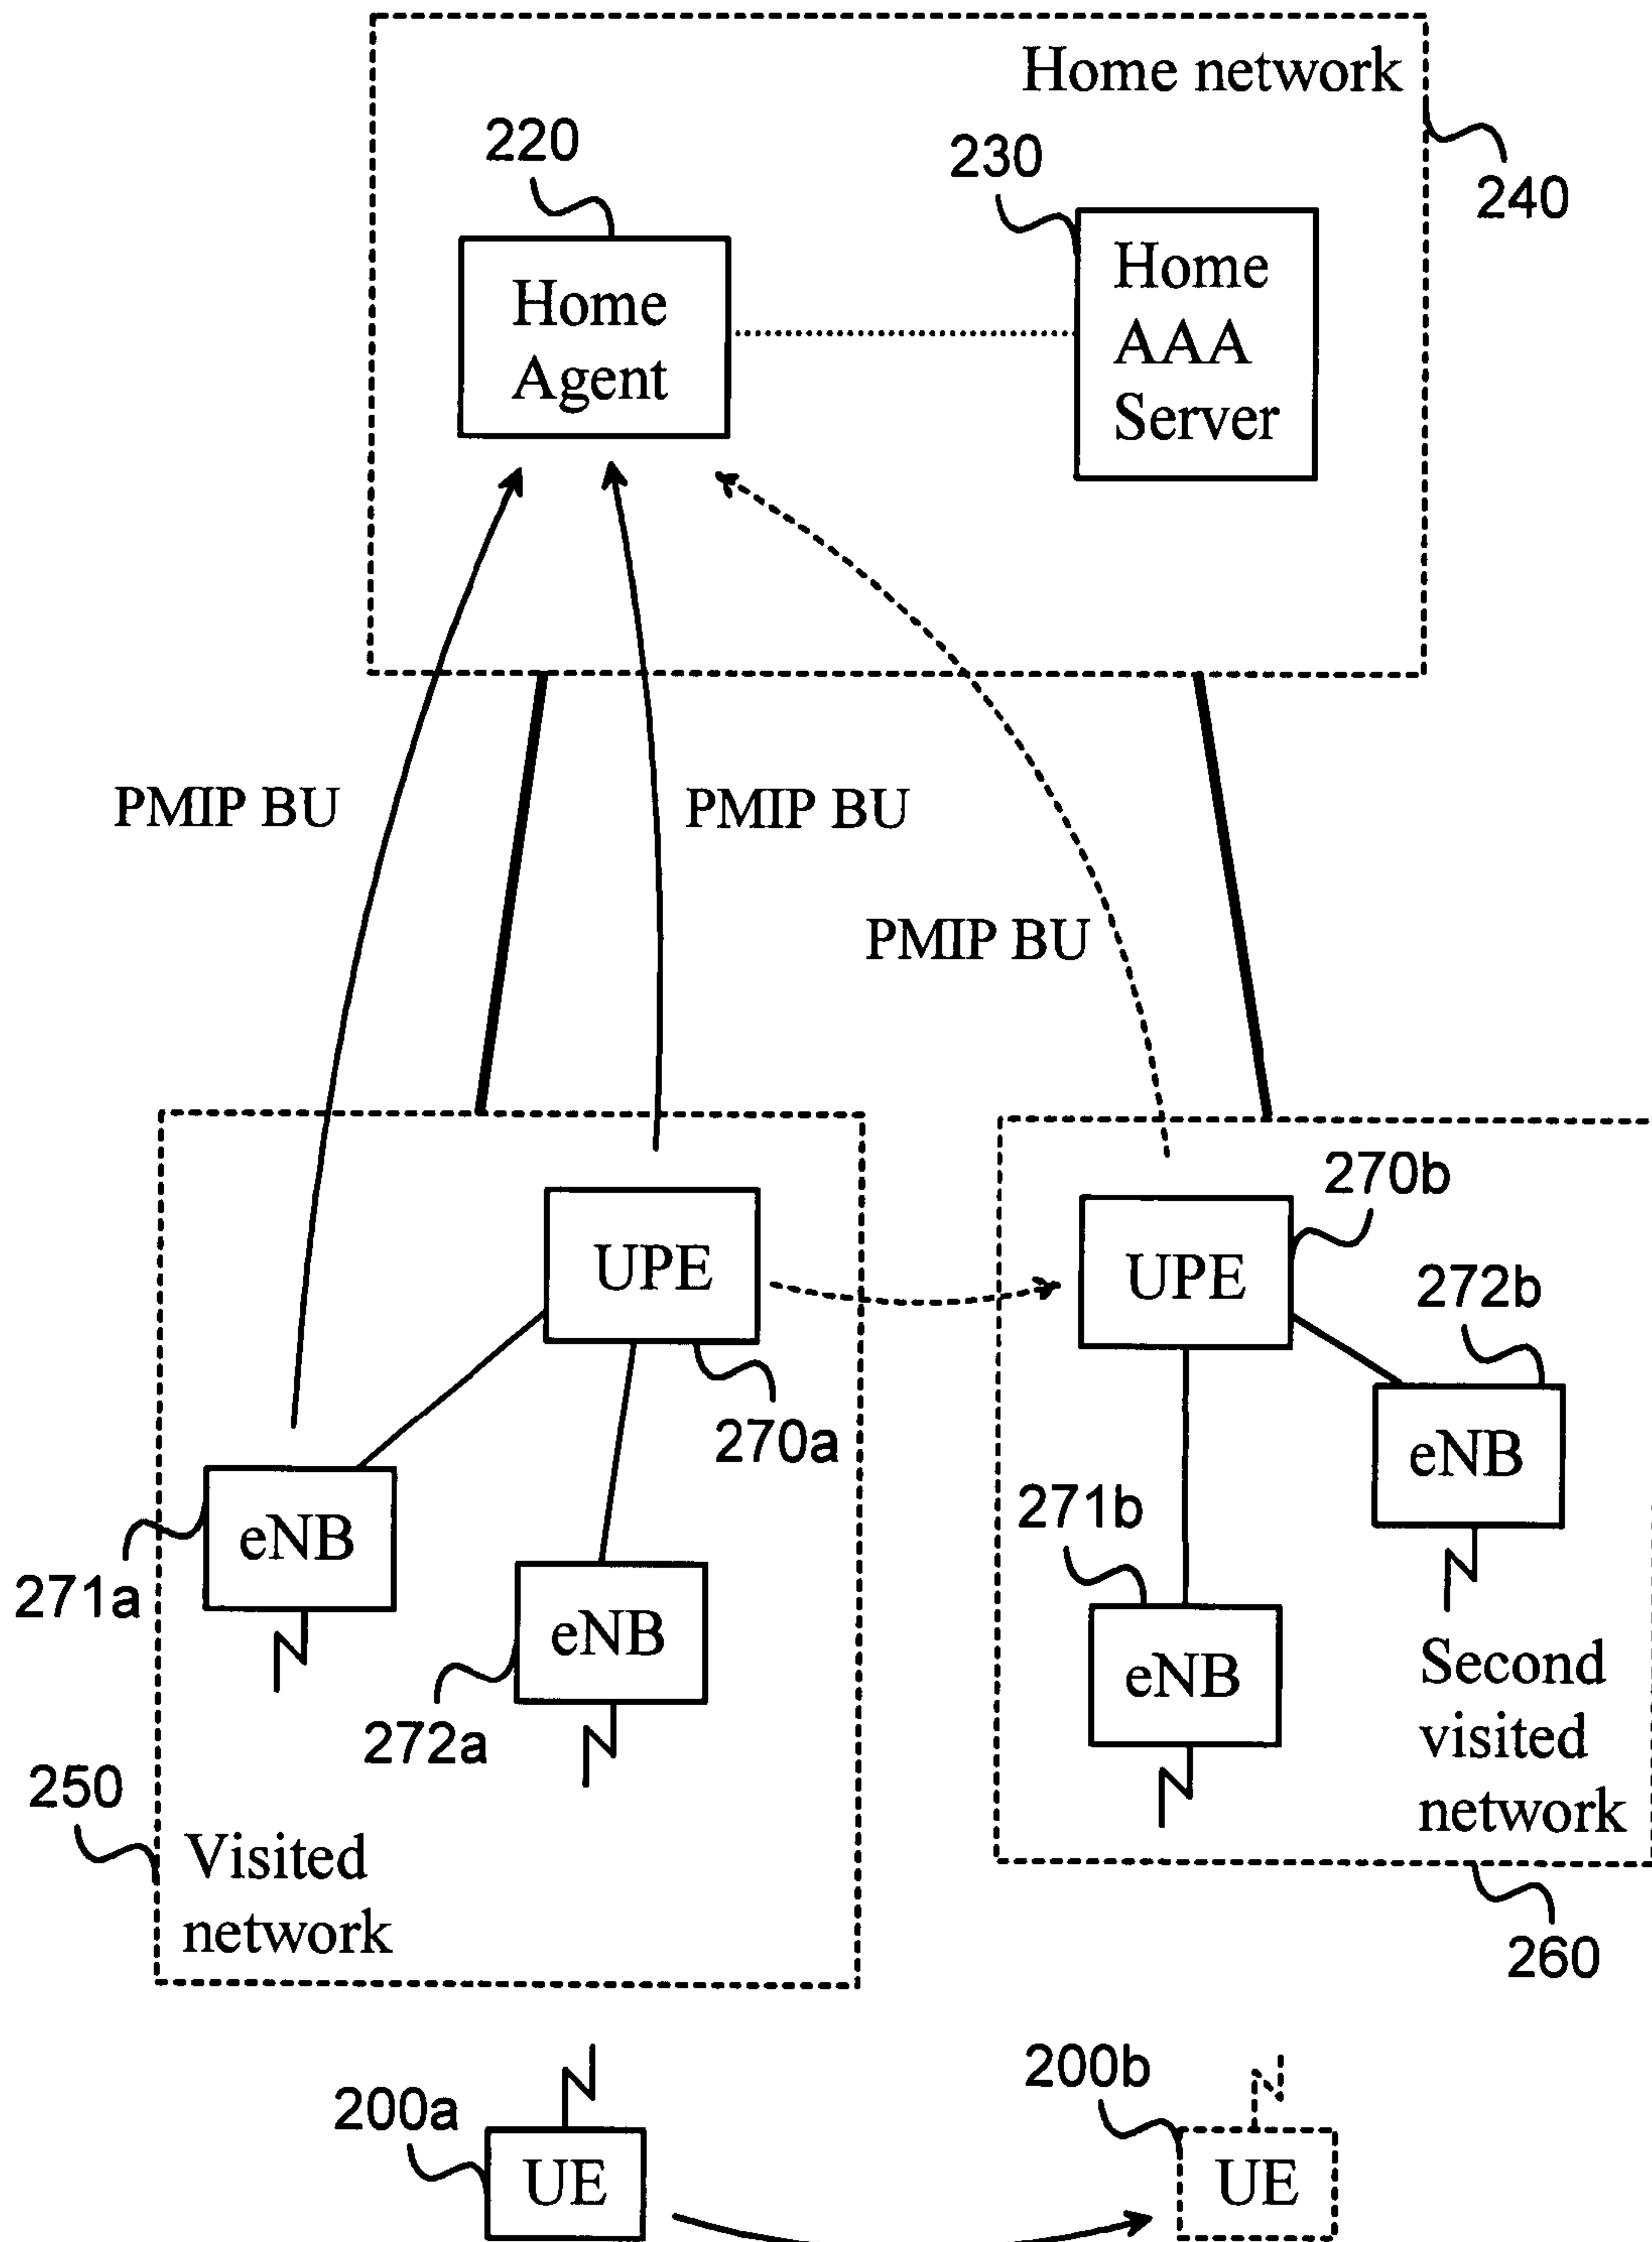 Home network
220
230
240
Home
Agent
Home
AAA
Server
PMIP BU
PMIP BU
PMIP BU
270b
UPE
UPE
272b
270a
eNB
271b
eNB
271a
eNB
272a
eNB
Second
visited
network
250
Visited
network
260
200a
200b
UE
UE